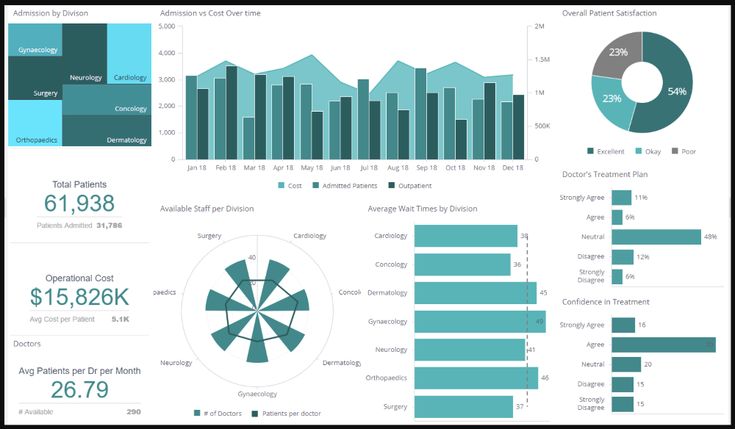 Admission by Divison
Gynaecology
Neurology
Cardiology
Surgery
Concology
Orthopaedics
Dermatology
Total Patients
61,938
Patients Admitted 31,786
Operational Cost
$15,826K
Avg Cost per Patient 5.1K
Doctors
Avg Patients per Dr per Month
26.79
# Available 290
Admission vs Cost Over time
5,000 2M
4,000 1.5M
3,000
2,000 1M
1,000 500K
0 0
Jan 18 Feb 18 Mar 18 Apr 18 May 18 Jun 18 Jul 18 Aug 18 Sep 18 Oct 18 Nov 18 Dec 18
Cost Admitted Patients Outpatient
Available Staff per Division
Surgery Cardiology
40
paedics Concolo
Neurology Dermatology
Gynaecology
# of Doctors Patients per doctor
Average Wait Times by Division
Cardiology 38
Concology 36
Dermatology 45
Gynaecology 49
Neurology 41
Orthopaedics 46
Surgery 37
Overall Patient Satisfaction
23%
23%
54%
Excellent Okay Poor
Doctor's Treatment Plan
Strongly Agree 11%
Agree 6%
Neutral 48%
Disagree 12%
Strongly
Disagree 6%
Confidence in Treatment
Strongly Agree 16
Agree
Neutral 20
Disagree 15
Strongly
Disagree 15